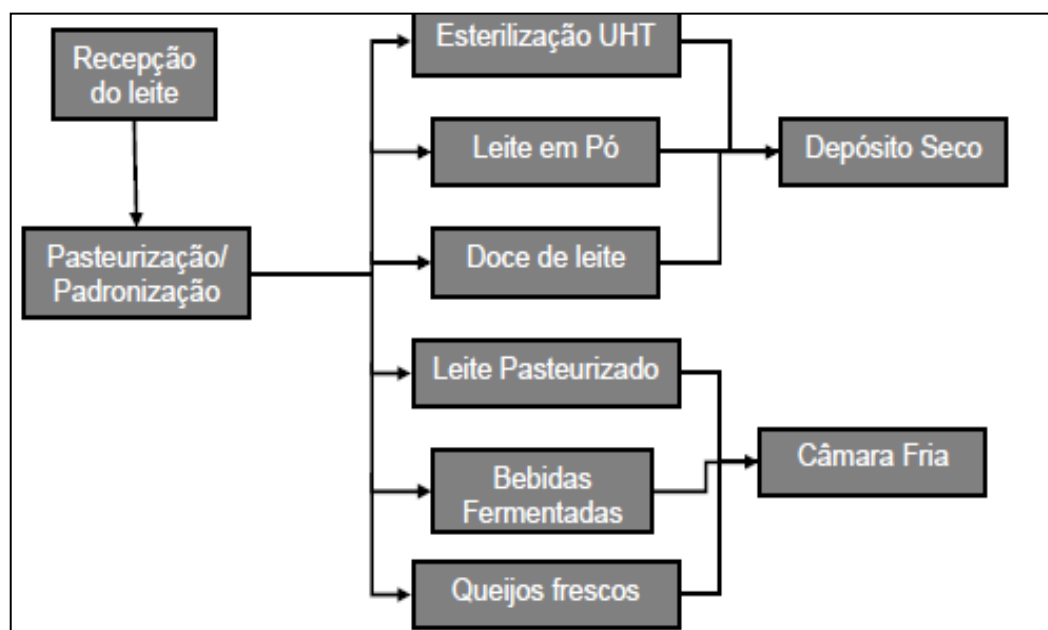 Recepção
do leite
Pasteurização/
Padronização
Esterilização UHT
Leite em Pó
Doce de leite
Leite Pasteurizado
Bebidas
Fermentadas
Queijos frescos
Depósito Seco
Câmara Fria